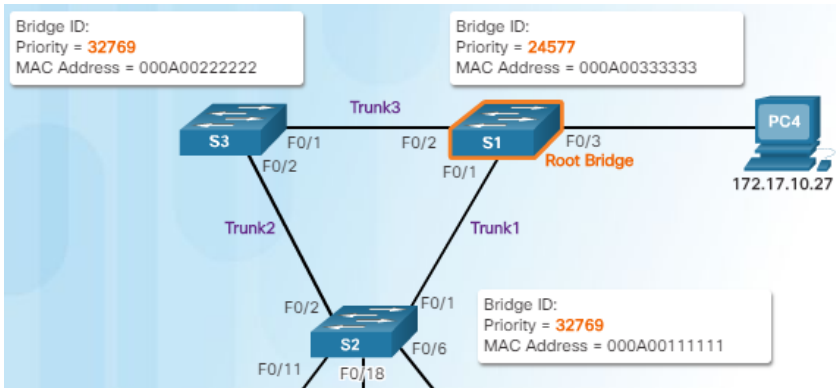 Bridge ID:
Priority = 32769
MAC Address = 000A00222222
Bridge ID:
Priority = 24577
MAC Address = 000A00333333
Trunk3
PC4
S3
F0/1
F0/2
S1
F0/3
Root Bridge
F0/2
F0/1
172.17.10.27
Trunk2
Trunk1
F0/2
F0/1
Bridge ID:
Priority = 32769
MAC Address = 000A00111111
S2
F0/6
F0/11
F0/18